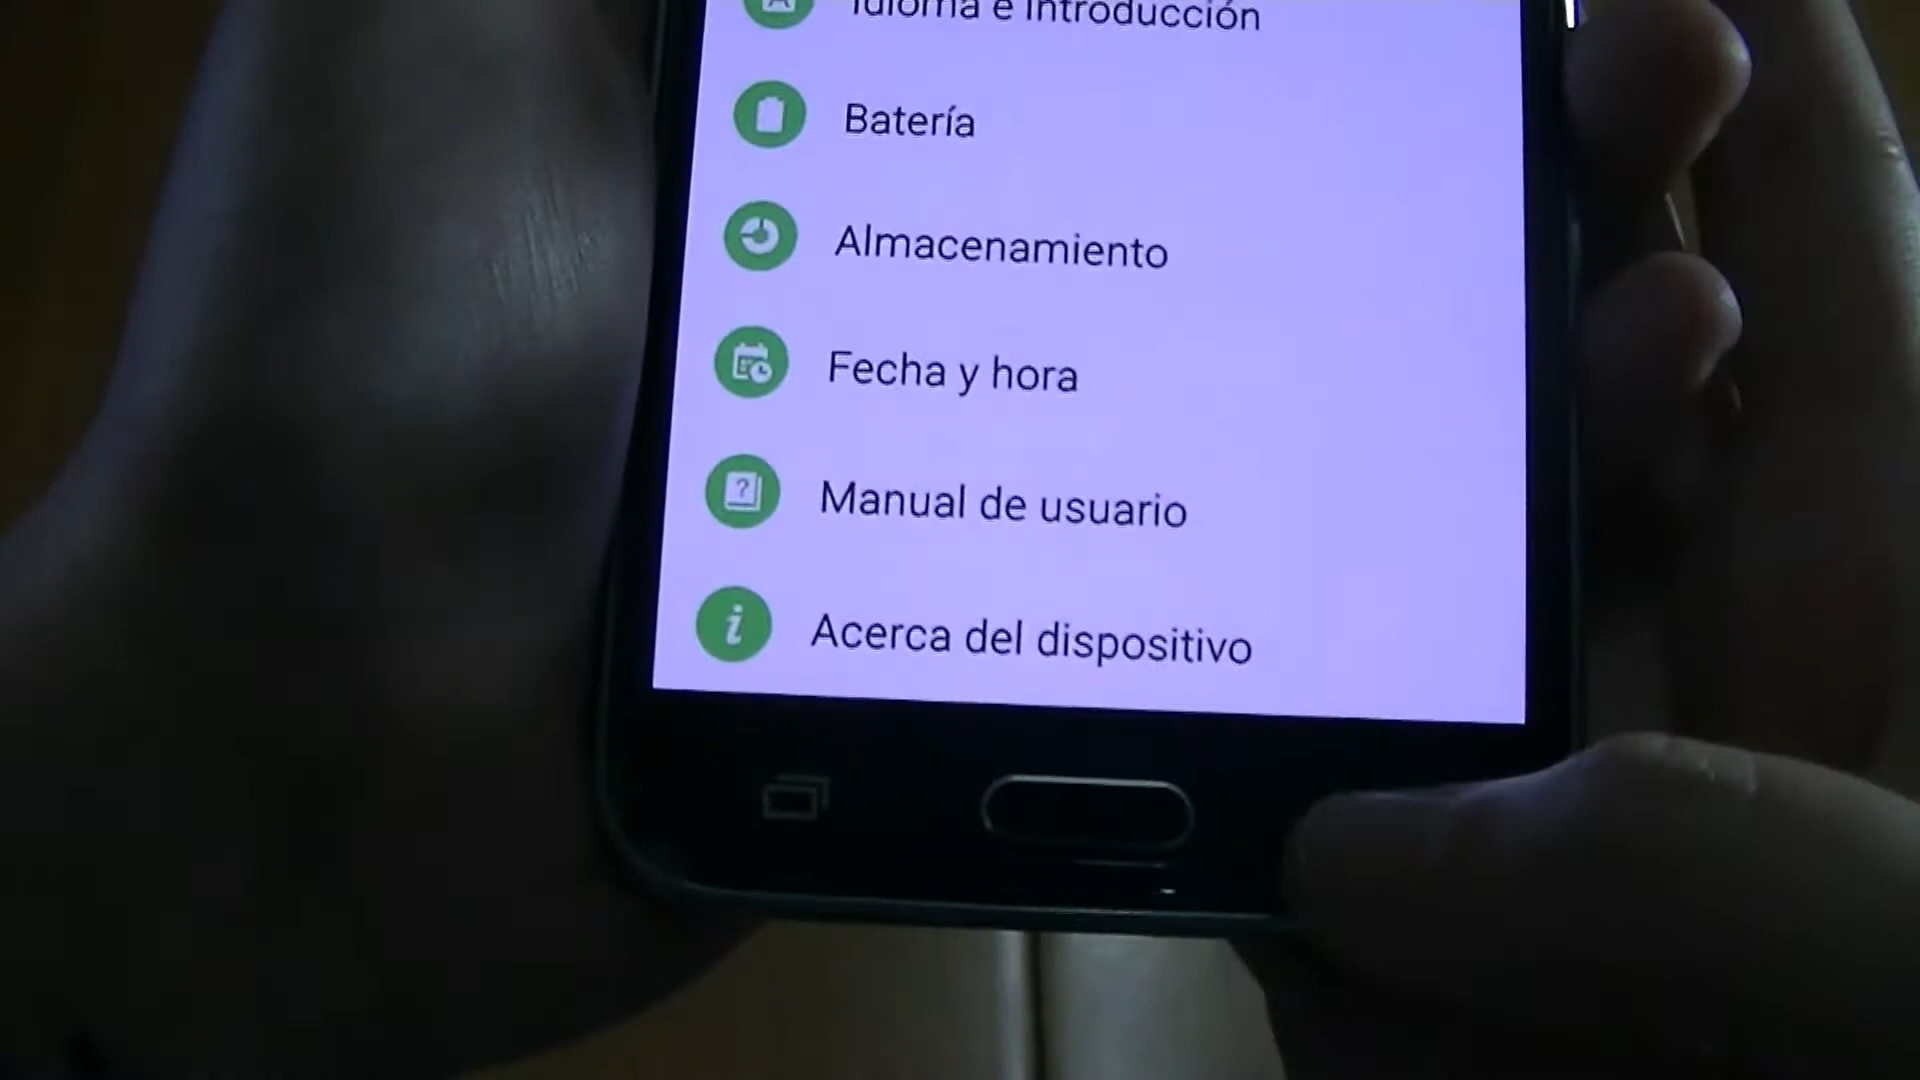 Idioma e introducción
Batería
Almacenamiento
Fecha y hora
Manual de usuario
Acerca del dispositivo